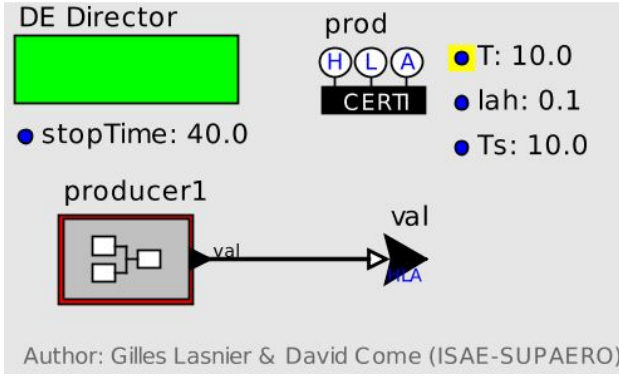 DE Director
prod
H L A
CERTI
T: 10.0
lah: 0.1
Ts: 10.0
stopTime: 40.0
producer1
val
val
HLA
Author: Gilles Lasnier & David Come (ISAE-SUPAERO)